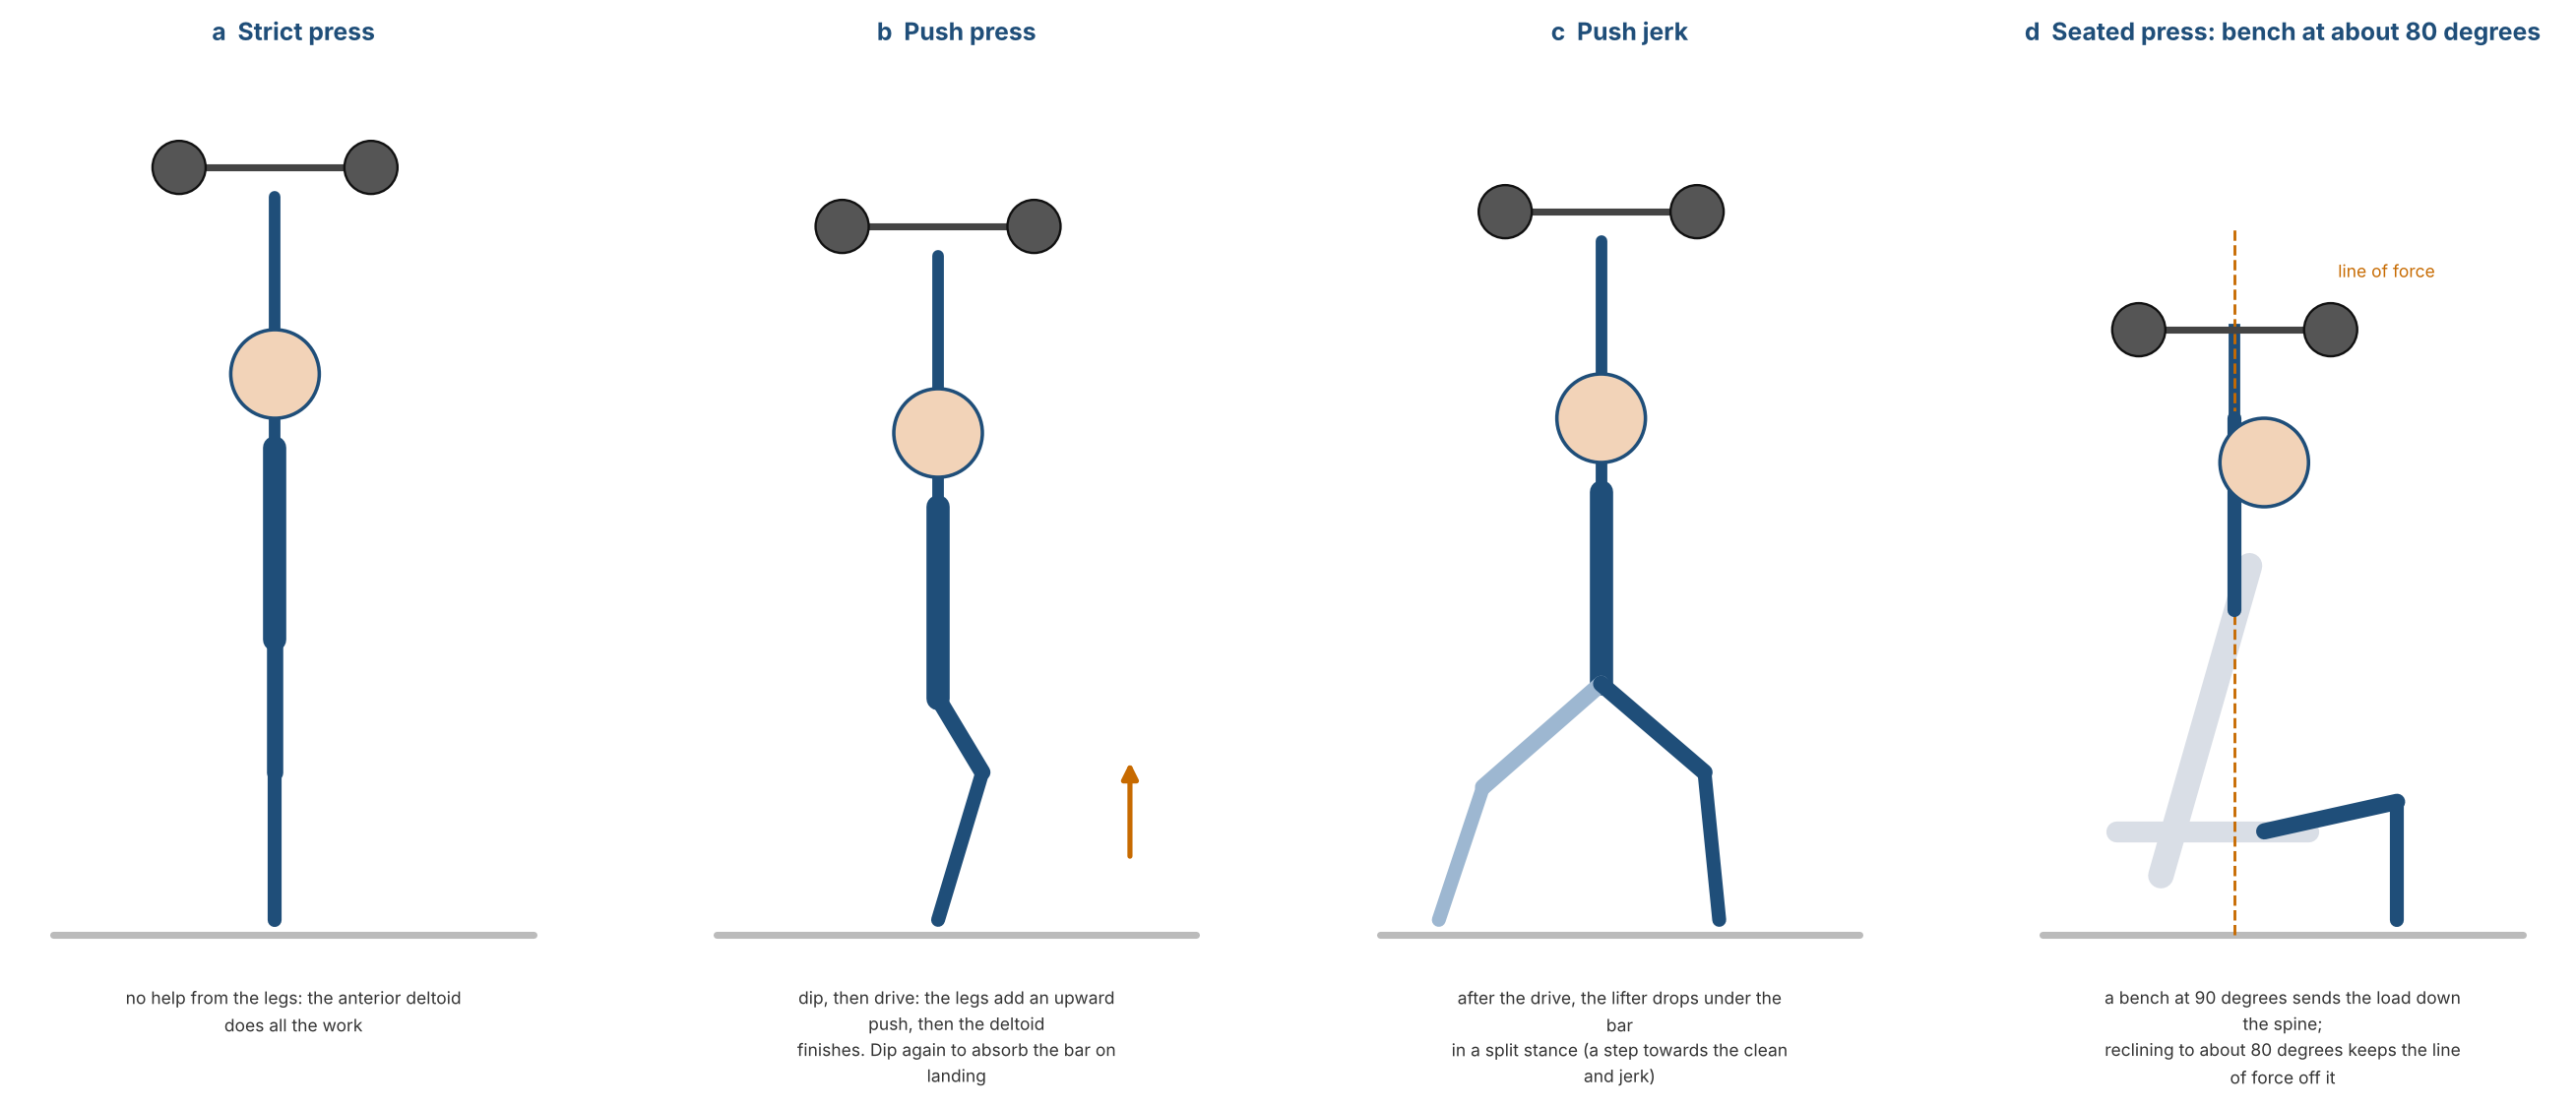 a Strict press
b Push press
c Push jerk
d Seated press: bench at about 80 degrees
line of force
no help from the legs: the anterior deltoid
does all the work
dip, then drive: the legs add an upward
push, then the deltoid
finishes. Dip again to absorb the bar on
landing
after the drive, the lifter drops under the
bar
in a split stance (a step towards the clean
and jerk)
a bench at 90 degrees sends the load down
the spine;
reclining to about 80 degrees keeps the line
of force off it